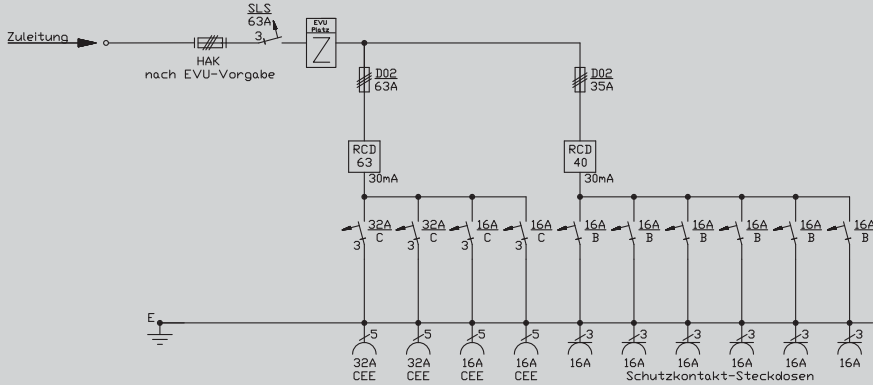 SLS
63A
EVU
Platz
Zuleitung
3
Z
HAK
nach EVU-Vorgabe
D02
63A
D02
35A
RCD
63
30mA
RCD
40
30mA
32A
C
3
32A
C
3
16A
C
3
16A
C
3
16A
B
16A
B
16A
B
16A
B
16A
B
16A
B
E
5
5
5
5
3
3
3
3
3
3
32A
CEE
32A
CEE
16A
CEE
16A
CEE
16A
16A
16A
16A
16A
16A
Schutzkontakt-Steckdosen